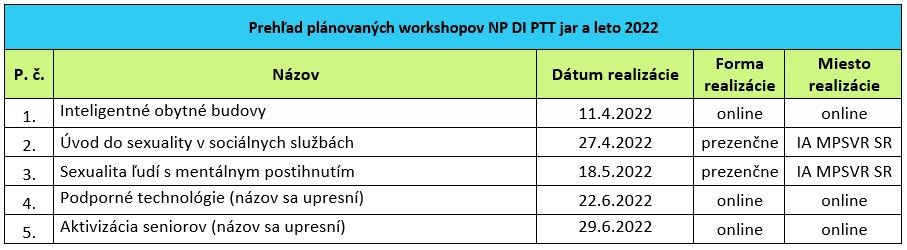 Prehľad plánovaných workshopov NP DI PTT jar a leto 2022
P. č. Názov Dátum realizácie Forma realizácie Miesto realizácie
1. Inteligentné obytné budovy 11.4.2022 online online
2. Úvod do sexuality v sociálnych službách 27.4.2022 prezenčne IA MPSVR SR
3. Sexualita ľudí s mentálnym postihnutím 18.5.2022 prezenčne IA MPSVR SR
4. Podporné technológie (názov sa upresní) 22.6.2022 online online
5. Aktivizácia seniorov (názov sa upresní) 29.6.2022 online online